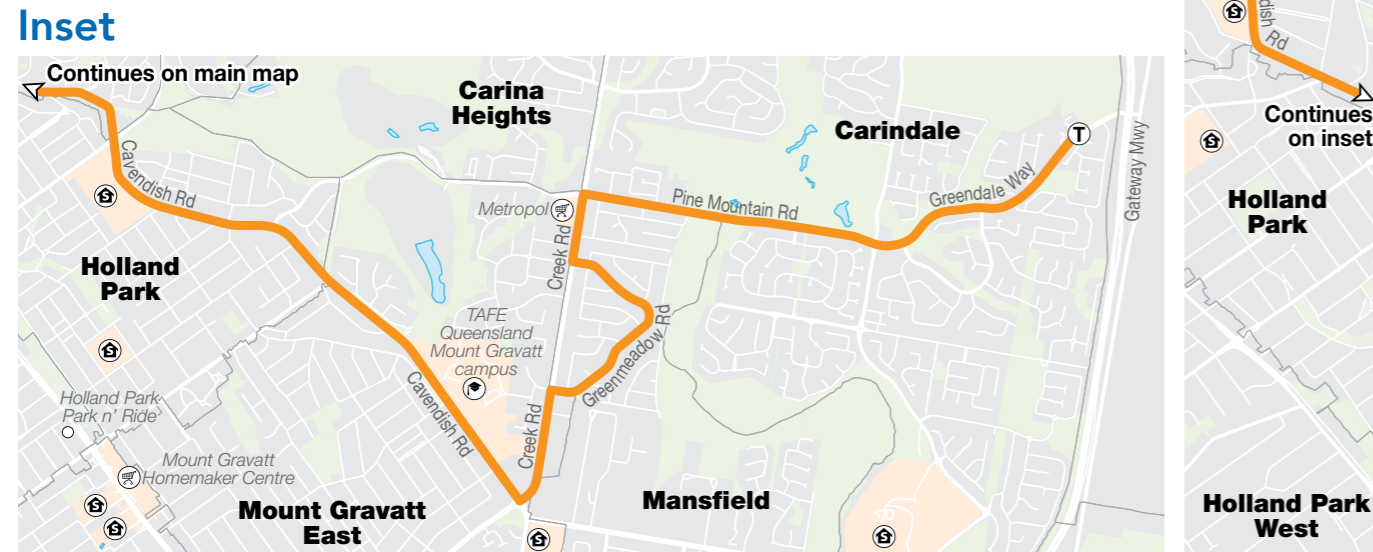 Inset
Continues on main map
Carina
Heights
Carindale
T
Gateway Mwy
Cavendish Rd
Metropol
Pine Mountain Rd
Greendale Way
Creek Rd
Holland
Park
TAFE
Queensland
Mount Gravatt
campus
Greenmeadow Rd
Cavendish Rd
Creek Rd
Holland Park
Park n' Ride
Mount Gravatt
Homemaker Centre
Mount Gravatt
East
Mansfield
S
S
S
S
S
S
S
dish Rd
Continues
on inset
S
Holland
Park
Holland Park
West